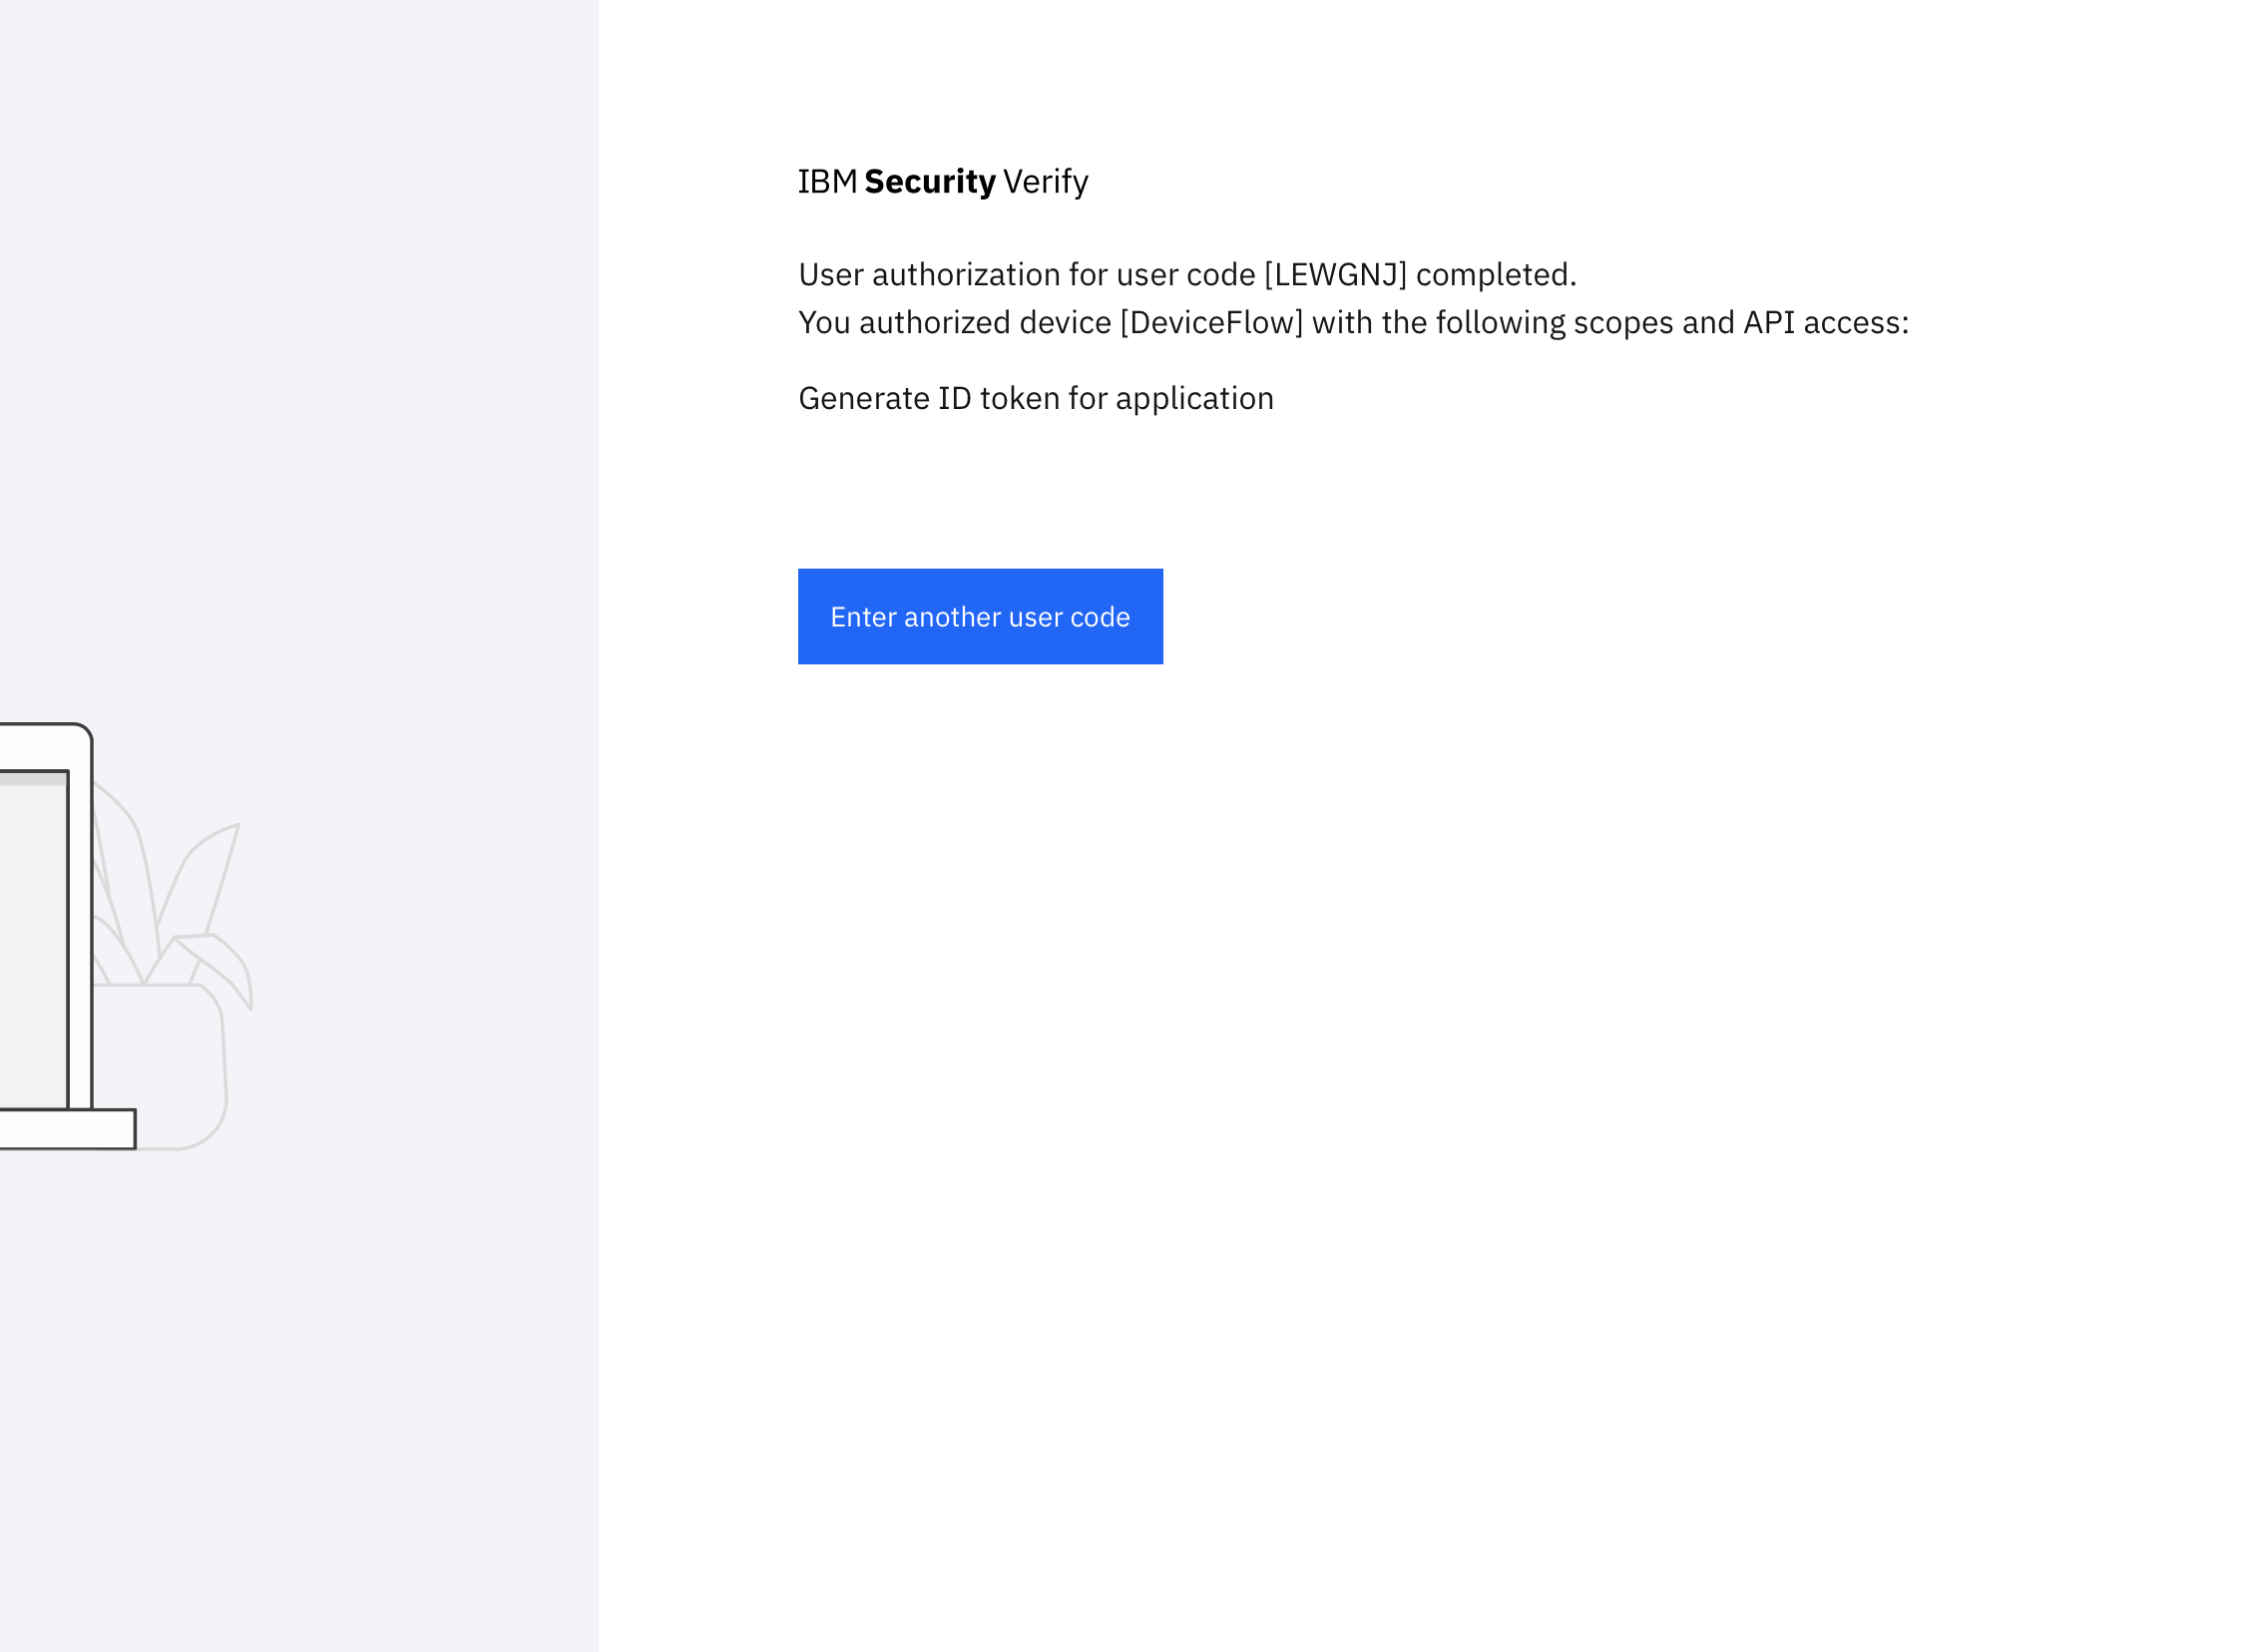 IBM Security Verify
User authorization for user code [LEWGNJ] completed.
You authorized device [DeviceFlow] with the following scopes and API access:
Generate ID token for application
Enter another user code